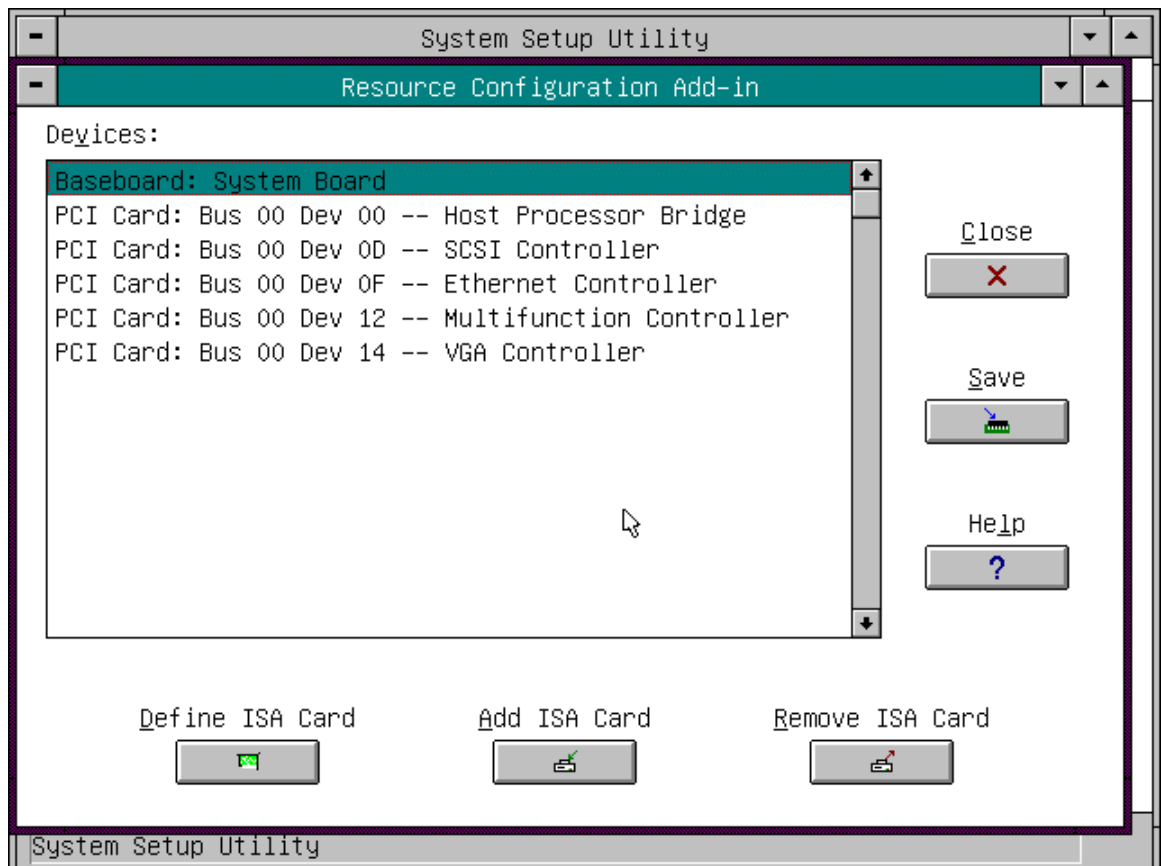 System Setup Utility
Resource Configuration Add-in
Devices:
Baseboard: System Board
PCI Card: Bus 00 Dev 00 -- Host Processor Bridge
PCI Card: Bus 00 Dev 0D -- SCSI Controller
PCI Card: Bus 00 Dev 0F -- Ethernet Controller
PCI Card: Bus 00 Dev 12 -- Multifunction Controller
PCI Card: Bus 00 Dev 14 -- VGA Controller
Close
Save
Help
?
Define ISA Card Add ISA Card Remove ISA Card
System Setup Utility